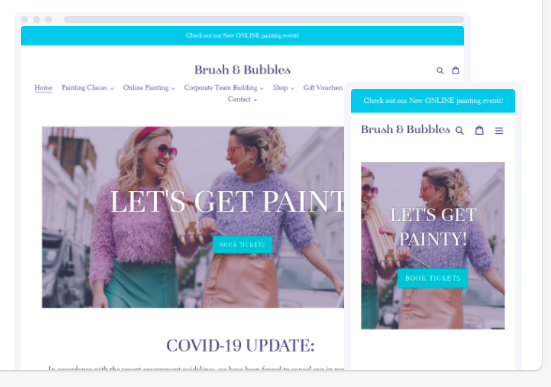 Check out our New ONLINE painting events!
Brush & Bubbles
Home Painting Classes Online Painting Corporate Team Building Shop Gift Vouchers
Contact
LET'S GET PAINT
BOOK TICKETS
COVID-19 UPDATE:
In accordance with the recent government guidelines, we have been forced to cancel our in
Check out our New ONLINE painting events!
Brush & Bubbles
LET'S GET
PAINTY!
BOOK TICKETS